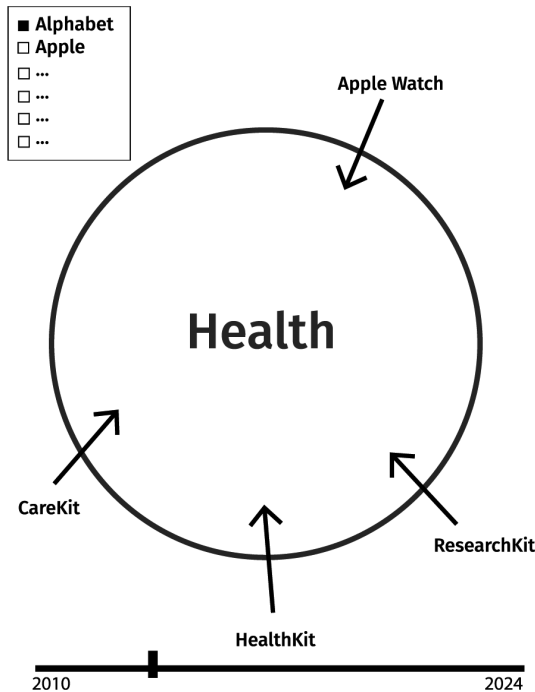 Alphabet
Apple
...
...
...
...
Apple Watch
Health
CareKit
ResearchKit
HealthKit
2010
2024